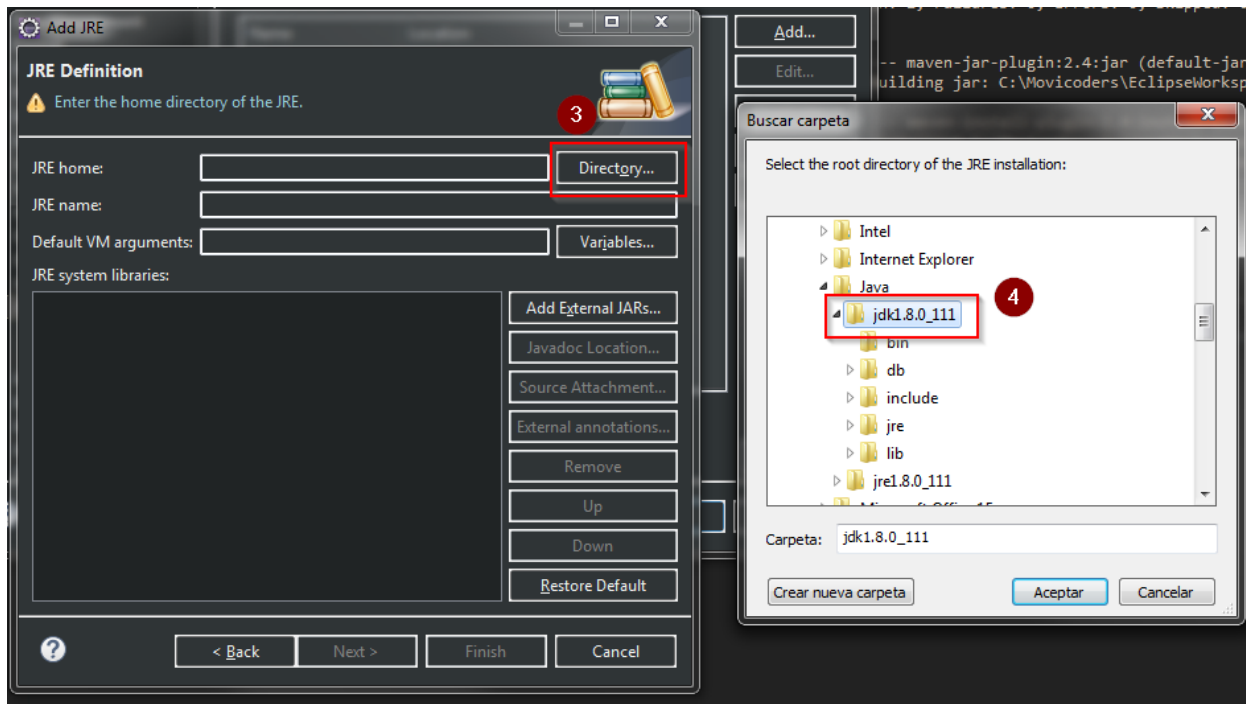 Add JRE
JRE Definition
Enter the home directory of the JRE.
3
JRE home:
Directory...
JRE name:
Default VM arguments:
Variables...
JRE system libraries:
Add External JARs...
Javadoc Location...
Source Attachment...
External annotations...
Remove
Up
Down
Restore Default
?
< Back
Next >
Finish
Cancel
Add...
Edit...
-- maven-jar-plugin:2.4:jar (default-jar
uilding jar: C:\Movicoders\EclipseWorksp
Buscar carpeta
Select the root directory of the JRE installation:
Intel
Internet Explorer
Java
4
jdk1.8.0_111
bin
db
include
jre
lib
jre1.8.0_111
Carpeta:
jdk1.8.0_111
Crear nueva carpeta
Aceptar
Cancelar